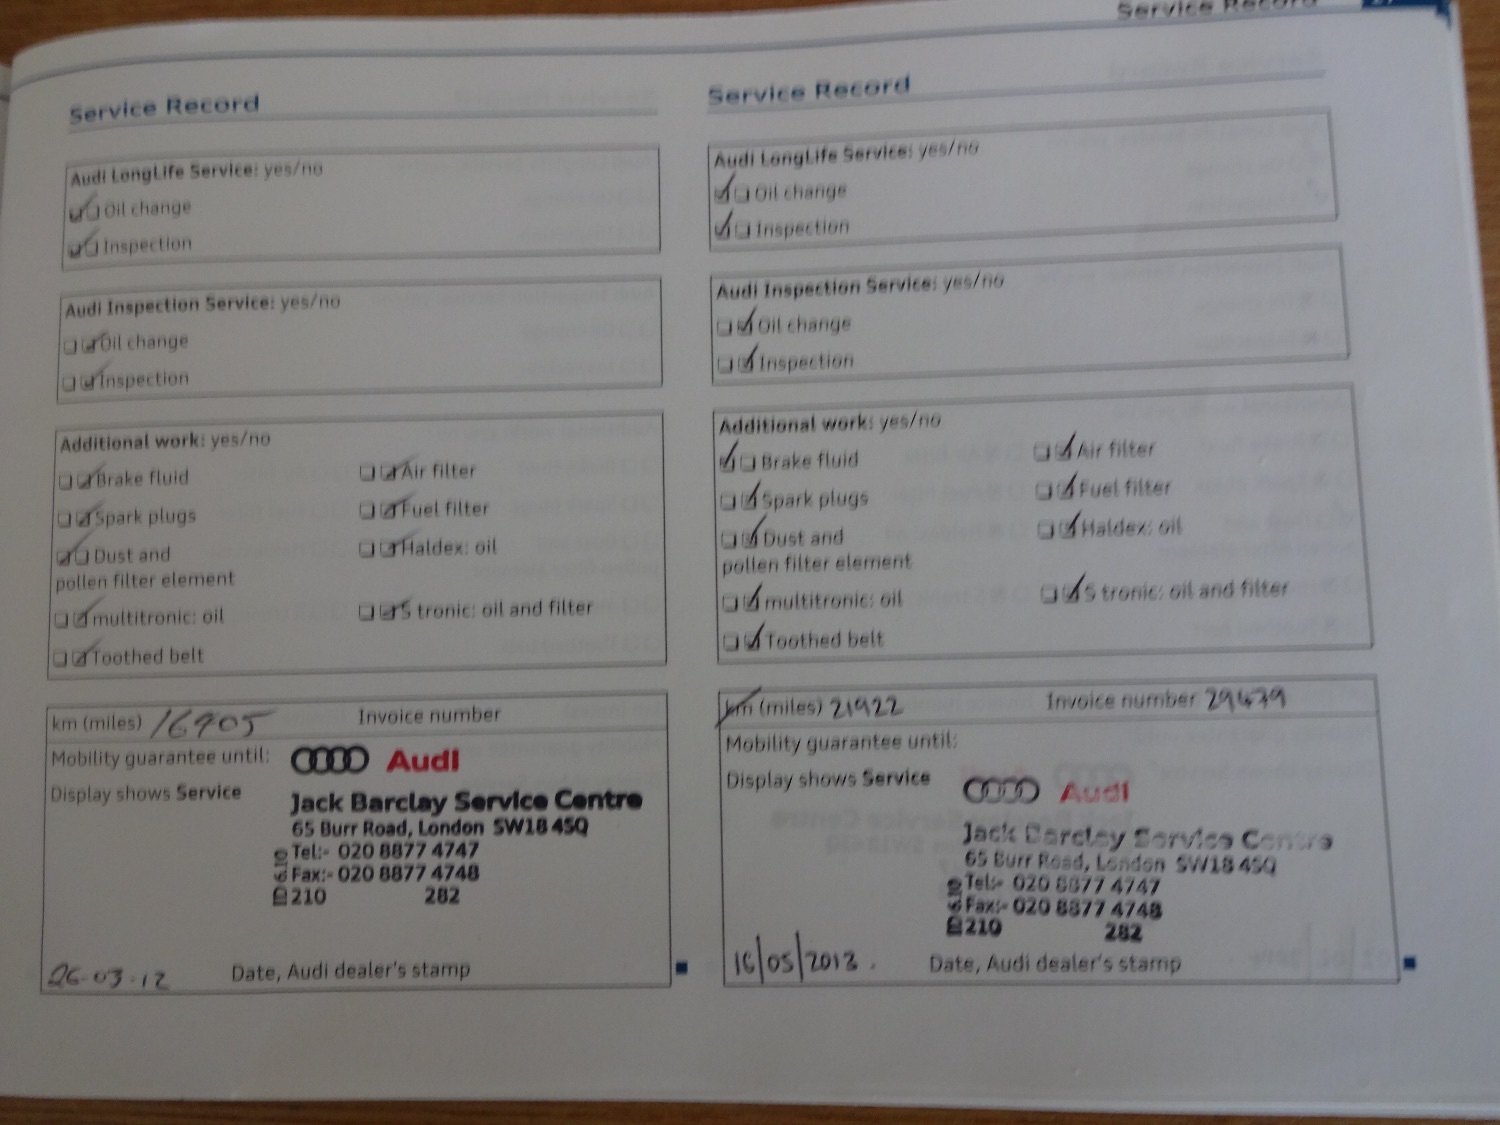 Service Record
Service Record
Audi LongLife Service: yes/no
Oil change
Inspection
Audi Inspection Service: yes/no
Oil change
Inspection
Additional work: yes/no
Brake fluid
Air filter
Spark plugs
Fuel filter
Dust and
pollen filter element
Haldex: oil
multitronic: oil
S tronic: oil and filter
Toothed belt
km (miles) 16905 Invoice number
Mobility guarantee until:
Audi
Display shows Service
Jack Barclay Service Centre
65 Burr Road, London SW18 4SQ
Tel:- 020 8877 4747
Fax:- 020 8877 4748
210 282
26-03-12 Date, Audi dealer's stamp
Service Record
Audi LongLife Service: yes/no
Oil change
Inspection
Audi Inspection Service: yes/no
Oil change
Inspection
Additional work: yes/no
Brake fluid
Air filter
Spark plugs
Fuel filter
Dust and
pollen filter element
Haldex: oil
multitronic: oil
S tronic: oil and filter
Toothed belt
km (miles) 21922 Invoice number 29479
Mobility guarantee until:
Display shows Service
Audi
Jack Barclay Service Centre
65 Burr Road, London SW18 4SQ
Tel:- 020 8877 4747
Fax:- 020 8877 4748
210 282
16/05/2013. Date, Audi dealer's stamp